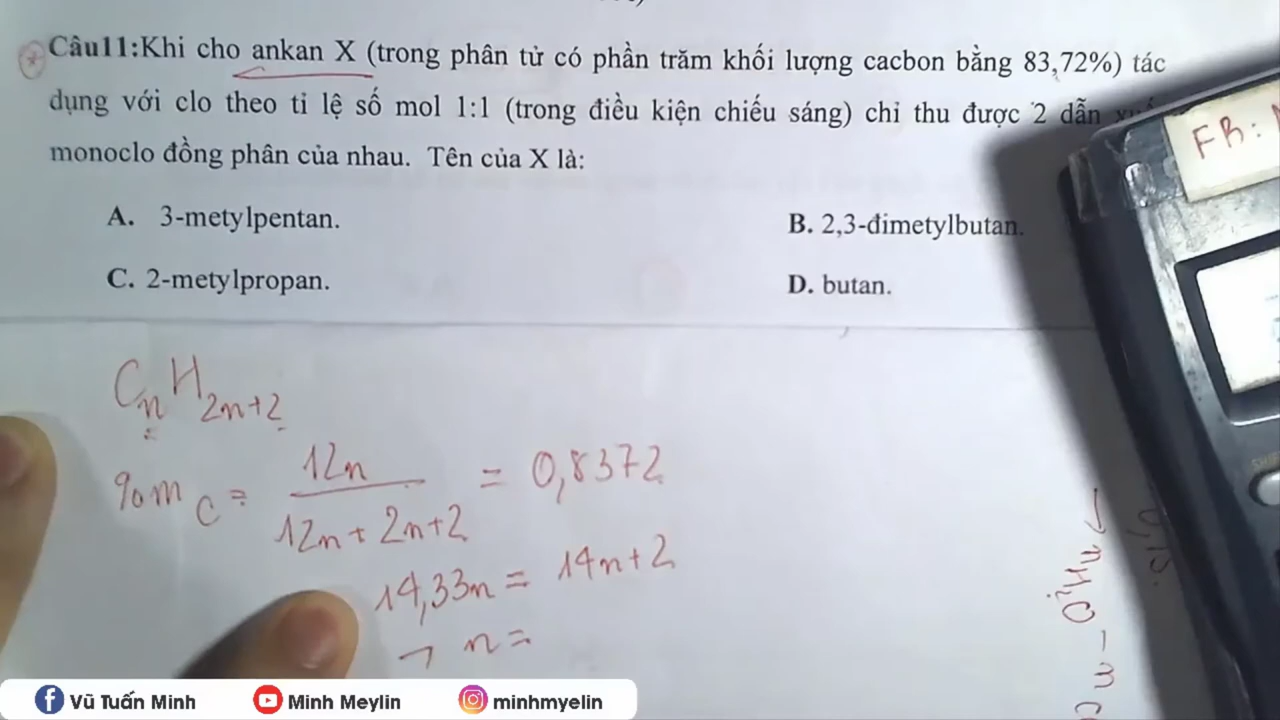 Câu11:Khi cho ankan X (trong phân tử có phần trăm khối lượng cacbon bằng 83,72%) tác
dụng với clo theo tỉ lệ số mol 1:1 (trong điều kiện chiếu sáng) chỉ thu được 2 dẫn
monoclo đồng phân của nhau. Tên của X là:
A. 3-metylpentan.
B. 2,3-đimetylbutan.
C. 2-metylpropan.
D. butan.
CnH2n+2
%mC = 12n / 12n + 2n+2 = 0,8372
14,33n = 14n+2
→ n =
FB:
Vũ Tuấn Minh
Minh Meylin
minhmyelin